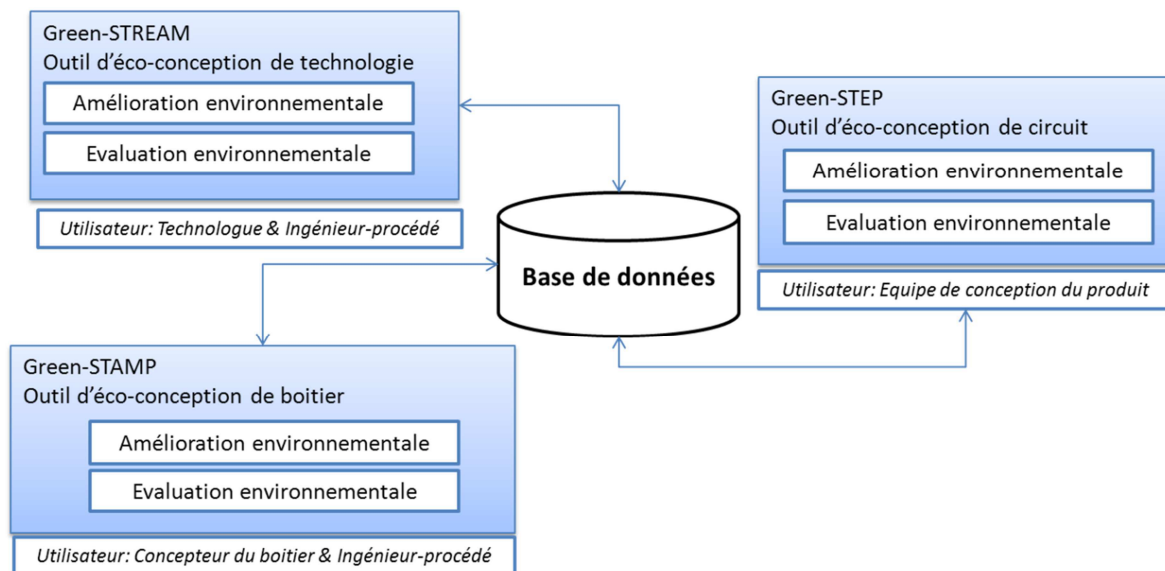 Green-STREAM
Outil d'éco-conception de technologie
Amélioration environnementale
Evaluation environnementale
Utilisateur: Technologue & Ingénieur-procédé
Green-STEP
Outil d'éco-conception de circuit
Amélioration environnementale
Evaluation environnementale
Utilisateur: Equipe de conception du produit
Base de données
Green-STAMP
Outil d'éco-conception de boitier
Amélioration environnementale
Evaluation environnementale
Utilisateur: Concepteur du boitier & Ingénieur-procédé